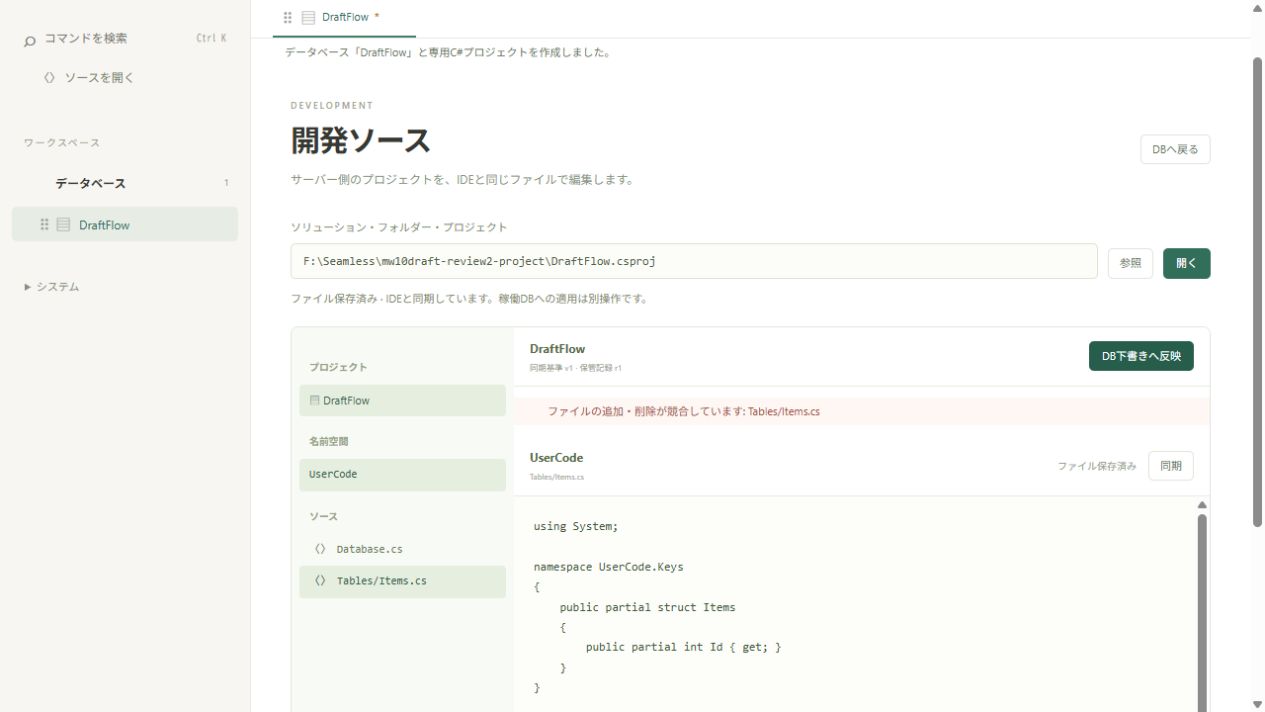 コマンドを検索 Ctrl K
ソースを開く
ワークスペース
データベース 1
DraftFlow
システム
DraftFlow *
データベース「DraftFlow」と専用C#プロジェクトを作成しました。
DEVELOPMENT
開発ソース
DBへ戻る
サーバー側のプロジェクトを、IDEと同じファイルで編集します。
ソリューション・フォルダー・プロジェクト
F:\Seamless\mw10draft-review2-project\DraftFlow.csproj
参照
開く
ファイル保存済み · IDEと同期しています。稼働DBへの適用は別操作です。
プロジェクト
DraftFlow
名前空間
UserCode
ソース
Database.cs
Tables/Items.cs
DraftFlow
同期基準 v1 · 保管記録 r1
DB下書きへ反映
ファイルの追加・削除が競合しています: Tables/Items.cs
UserCode
Tables/Items.cs
ファイル保存済み
同期
using System;
namespace UserCode.Keys
{
public partial struct Items
{
public partial int Id { get; }
}
}